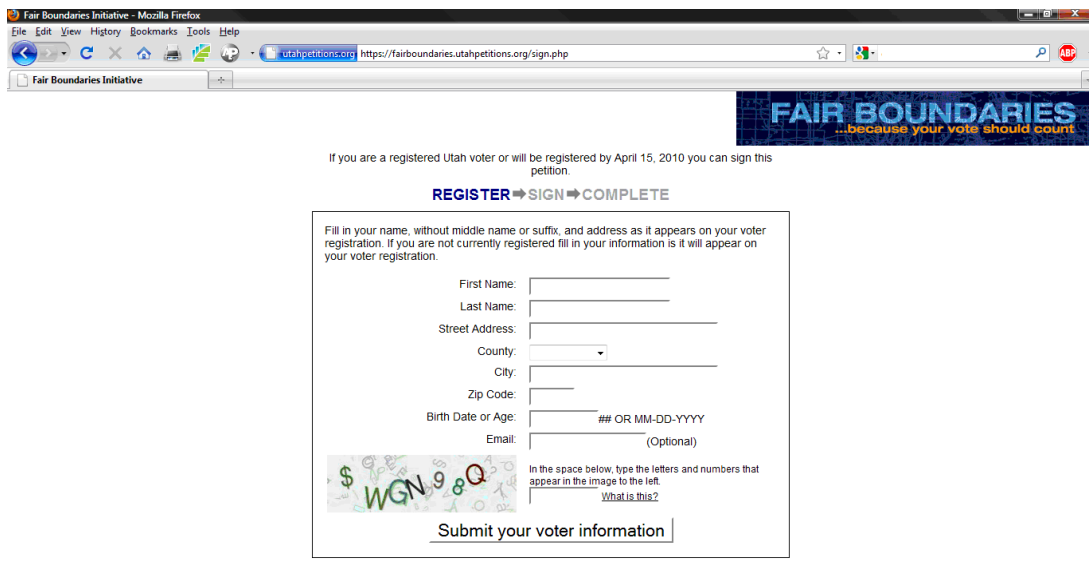 Fair Boundaries Initiative - Mozilla Firefox
File Edit View History Bookmarks Tools Help
utahpetitions.org https://fairboundaries.utahpetitions.org/sign.php
ABP
Fair Boundaries Initiative
FAIR BOUNDARIES
...because your vote should count
If you are a registered Utah voter or will be registered by April 15, 2010 you can sign this
petition.
REGISTER SIGN COMPLETE
Fill in your name, without middle name or suffix, and address as it appears on your voter
registration. If you are not currently registered fill in your information is it will appear on
your voter registration.
First Name:
Last Name:
Street Address:
County:
City:
Zip Code:
Birth Date or Age: ## OR MM-DD-YYYY
Email: (Optional)
$ WGN98Q
In the space below, type the letters and numbers that
appear in the image to the left.
What is this?
Submit your voter information